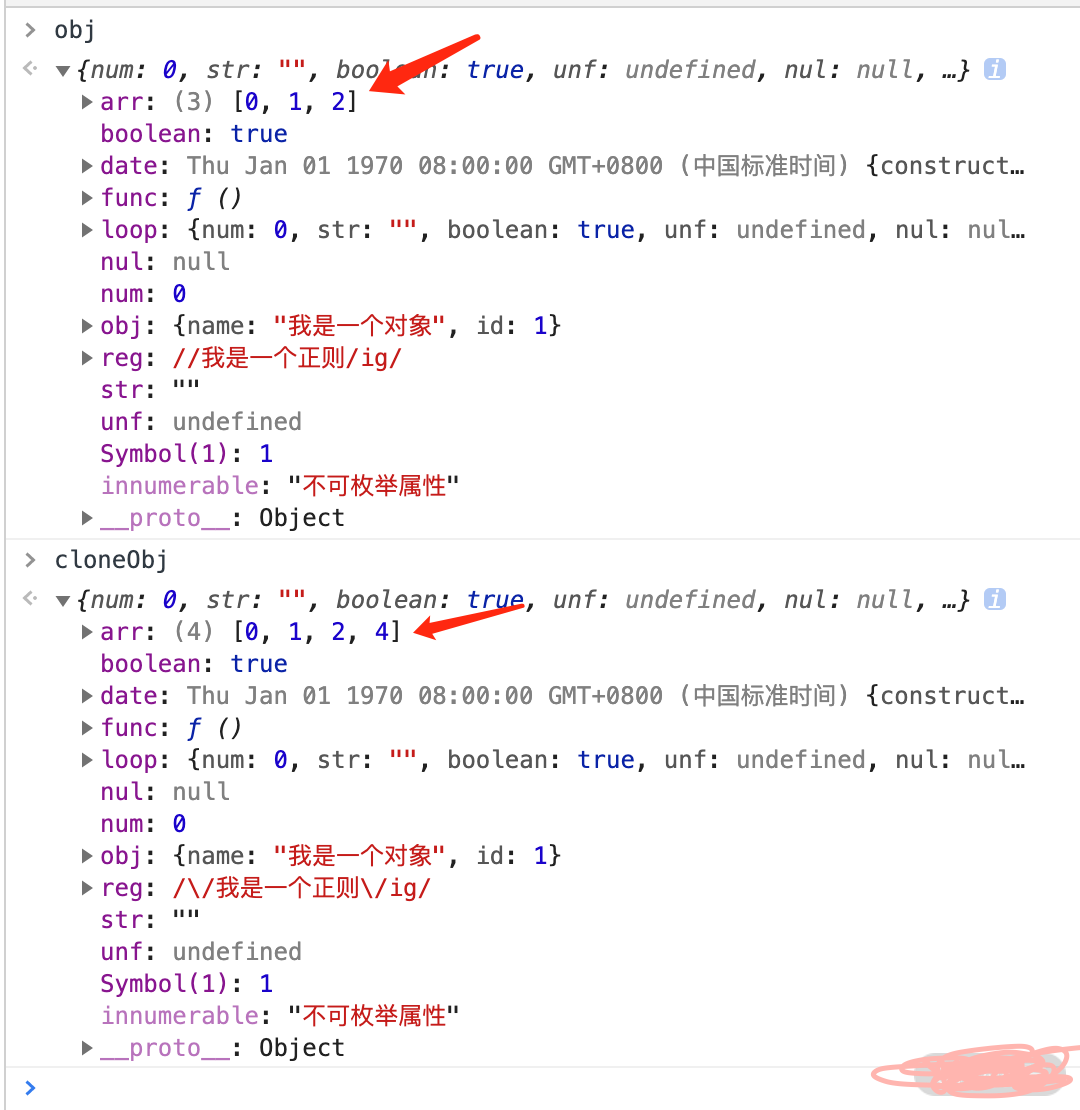 obj
{num: 0, str: "", boolean: true, unf: undefined, nul: null, …} i
arr: (3) [0, 1, 2]
boolean: true
date: Thu Jan 01 1970 08:00:00 GMT+0800 (中国标准时间) {construct…
func: ƒ ()
loop: {num: 0, str: "", boolean: true, unf: undefined, nul: nul…
nul: null
num: 0
obj: {name: "我是一个对象", id: 1}
reg: //我是一个正则/ig/
str: ""
unf: undefined
Symbol(1): 1
innumerable: "不可枚举属性"
__proto__: Object
cloneObj
{num: 0, str: "", boolean: true, unf: undefined, nul: null, …} i
arr: (4) [0, 1, 2, 4]
boolean: true
date: Thu Jan 01 1970 08:00:00 GMT+0800 (中国标准时间) {construct…
func: ƒ ()
loop: {num: 0, str: "", boolean: true, unf: undefined, nul: nul…
nul: null
num: 0
obj: {name: "我是一个对象", id: 1}
reg: /\/我是一个正则\/ig/
str: ""
unf: undefined
Symbol(1): 1
innumerable: "不可枚举属性"
__proto__: Object